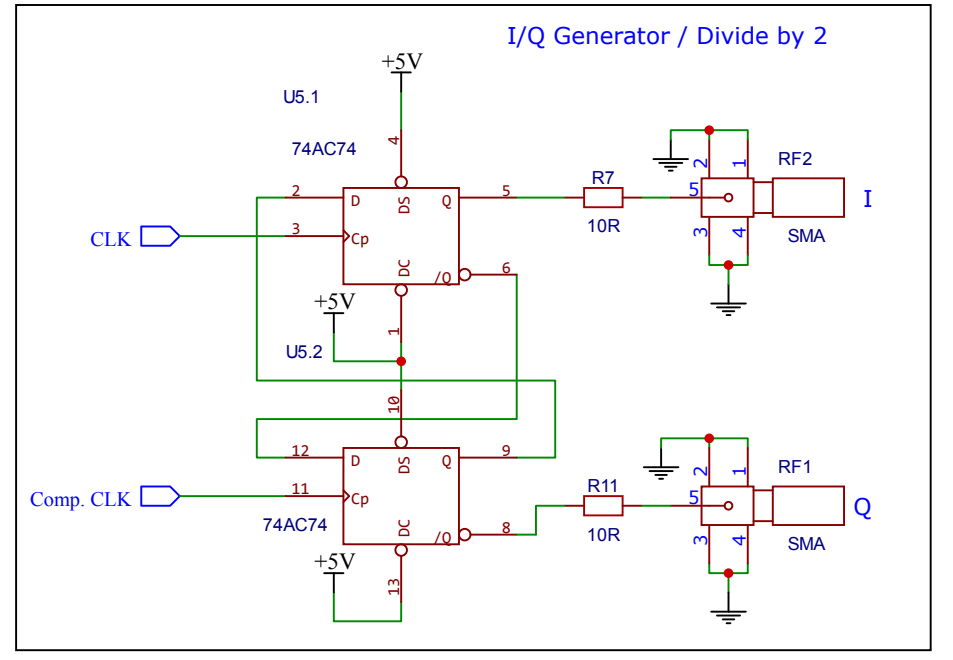 I/Q Generator / Divide by 2
+5V
U5.1
74AC74
4
2
D
DS
Q
5
R7
10R
2
1
RF2
5
I
3
4
SMA
CLK
3
Cp
DC
/Q
6
+5V
1
U5.2
10
12
D
DS
Q
9
Comp. CLK
11
Cp
74AC74
DC
/Q
8
R11
10R
2
1
RF1
5
Q
3
4
SMA
+5V
13